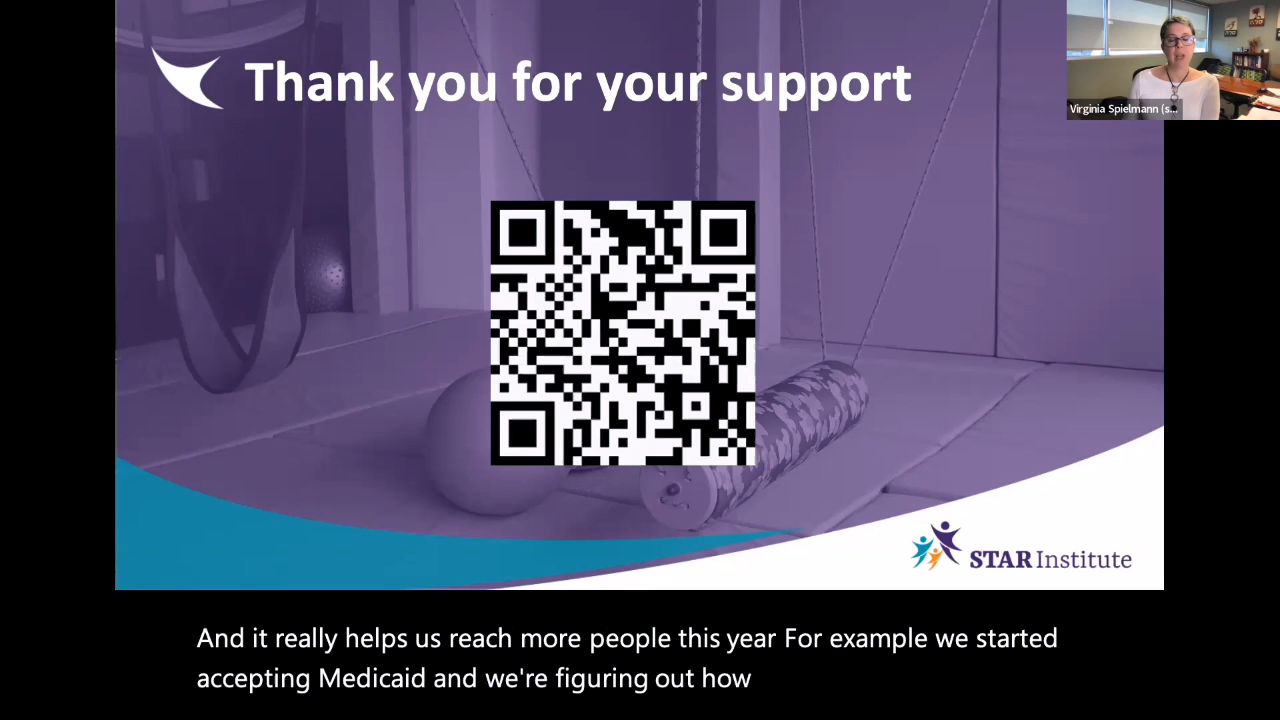 Thank you for your support
Virginia Spielmann (s...
STAR Institute
And it really helps us reach more people this year For example we started
accepting Medicaid and we're figuring out how